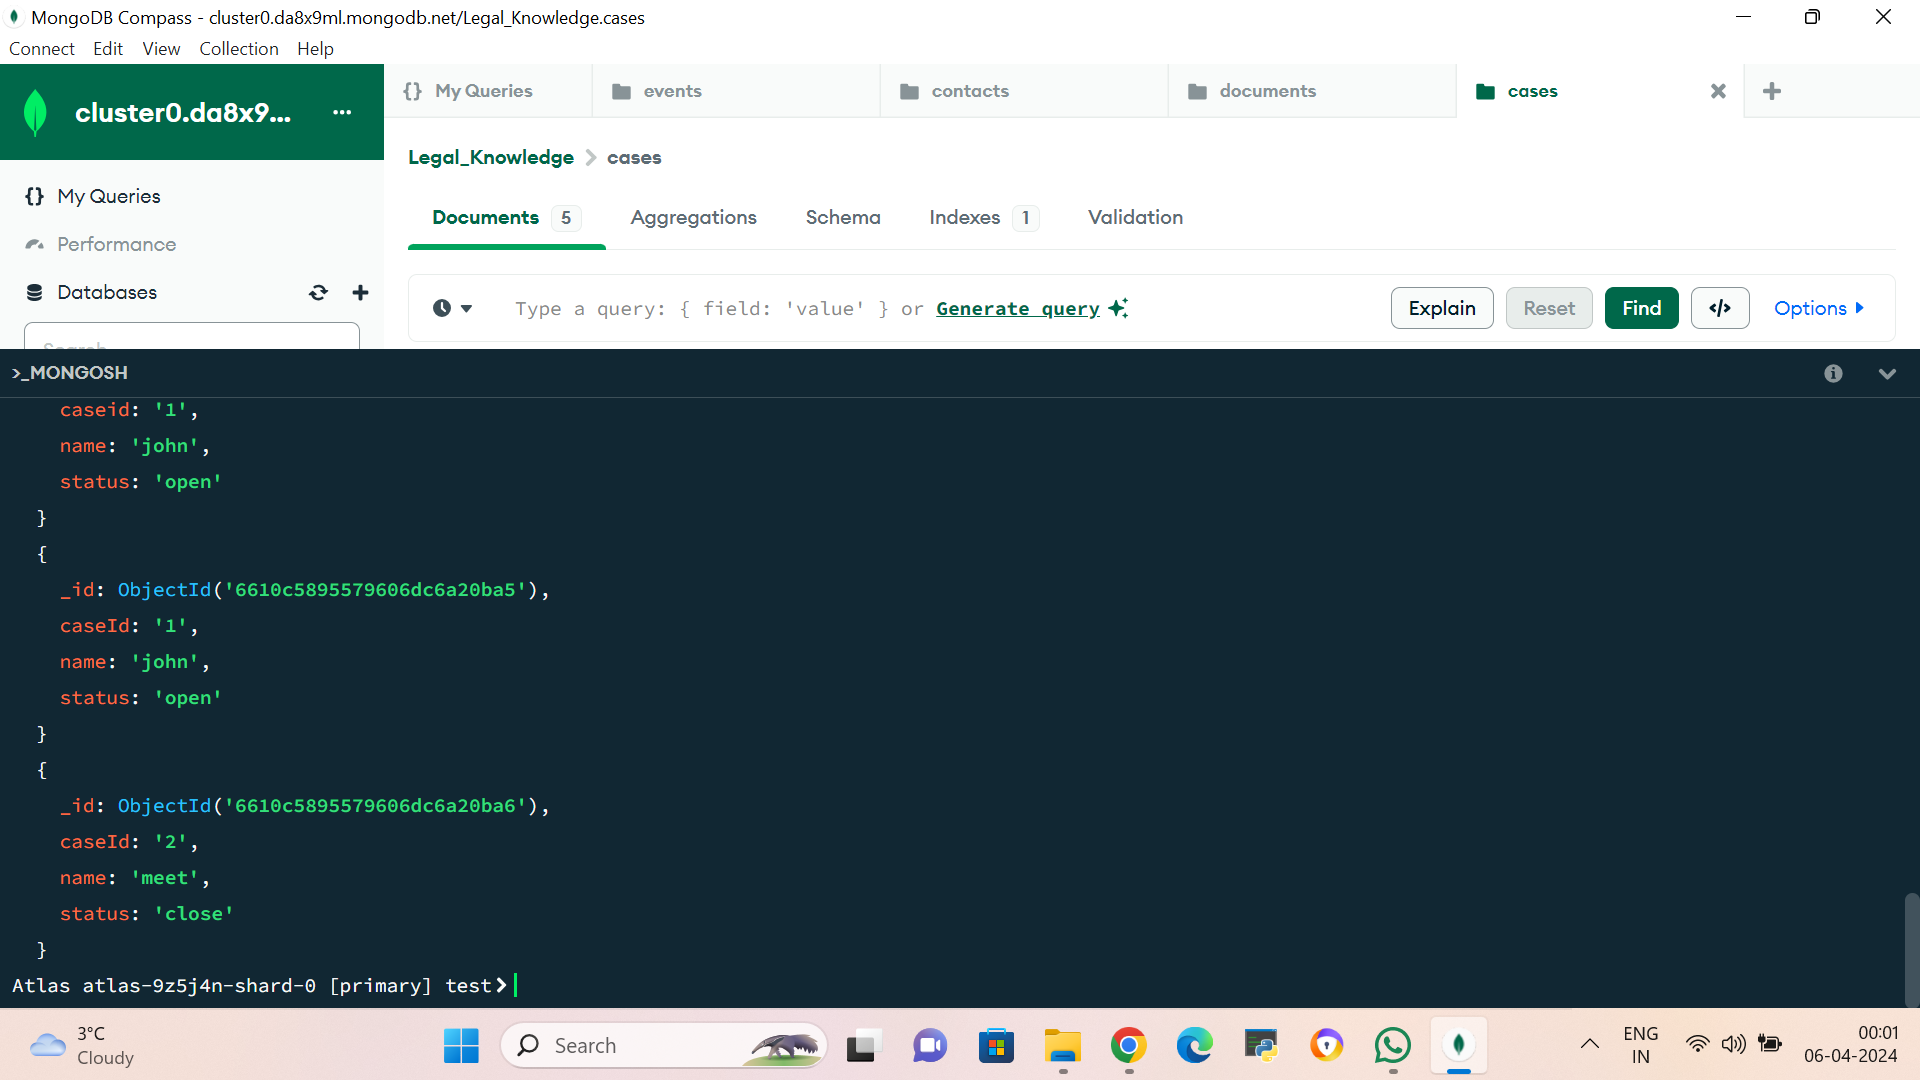 MongoDB Compass - cluster0.da8x9ml.mongodb.net/Legal_Knowledge.cases
Connect Edit View Collection Help
cluster0.da8x9... ...
{} My Queries events contacts documents cases
Legal_Knowledge > cases
{} My Queries
Performance
Databases
Search
Documents 5 Aggregations Schema Indexes 1 Validation
Type a query: { field: 'value' } or Generate query Explain Reset Find </> Options
>_MONGOSH
caseid: '1',
name: 'john',
status: 'open'
}
{
_id: ObjectId('6610c5895579606dc6a20ba5'),
caseId: '1',
name: 'john',
status: 'open'
}
{
_id: ObjectId('6610c5895579606dc6a20ba6'),
caseId: '2',
name: 'meet',
status: 'close'
}
Atlas atlas-9z5j4n-shard-0 [primary] test>
3°C
Cloudy
Search
ENG
IN
00:01
06-04-2024